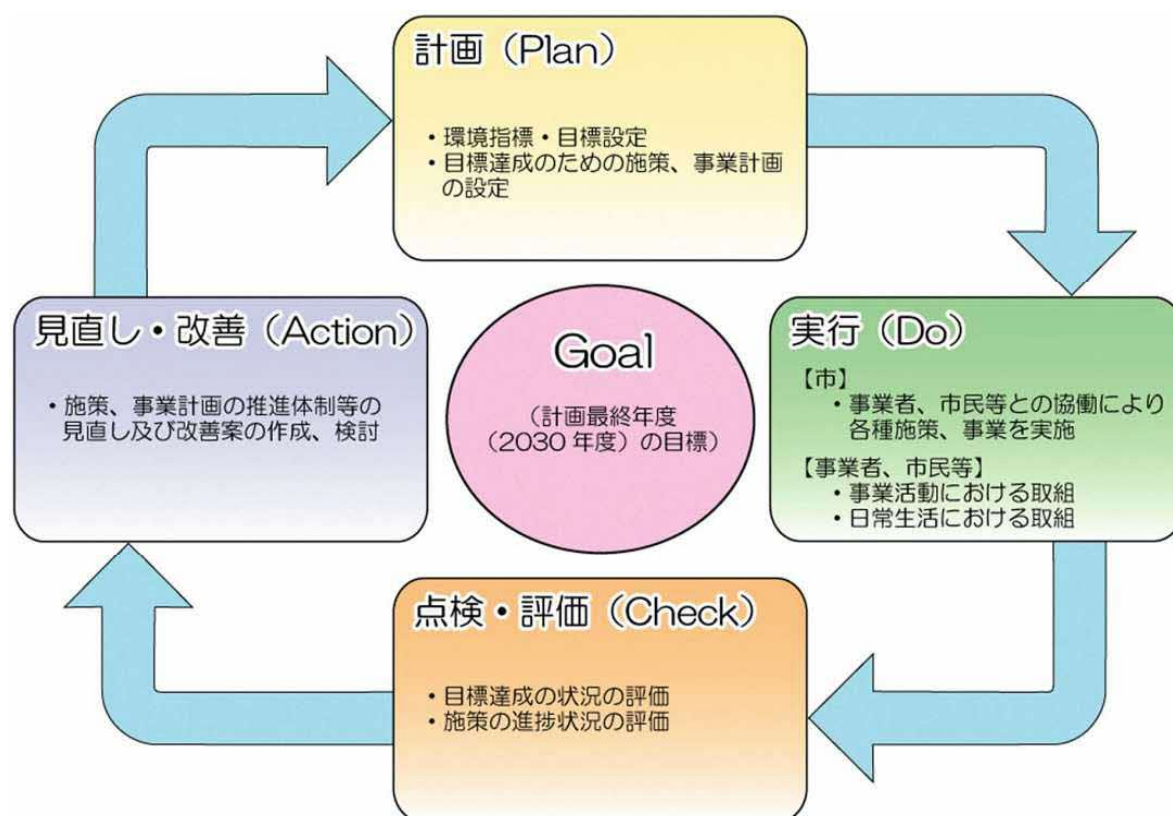 計画（Plan）
・環境指標・目標設定
・目標達成のための施策、事業計画
の設定
実行（Do）
【市】
・事業者、市民等との協働により
各種施策、事業を実施
【事業者、市民等】
・事業活動における取組
・日常生活における取組
点検・評価（Check）
・目標達成の状況の評価
・施策の進捗状況の評価
見直し・改善（Action）
・施策、事業計画の推進体制等の
見直し及び改善案の作成、検討
Goal
（計画最終年度
（2030 年度）の目標）